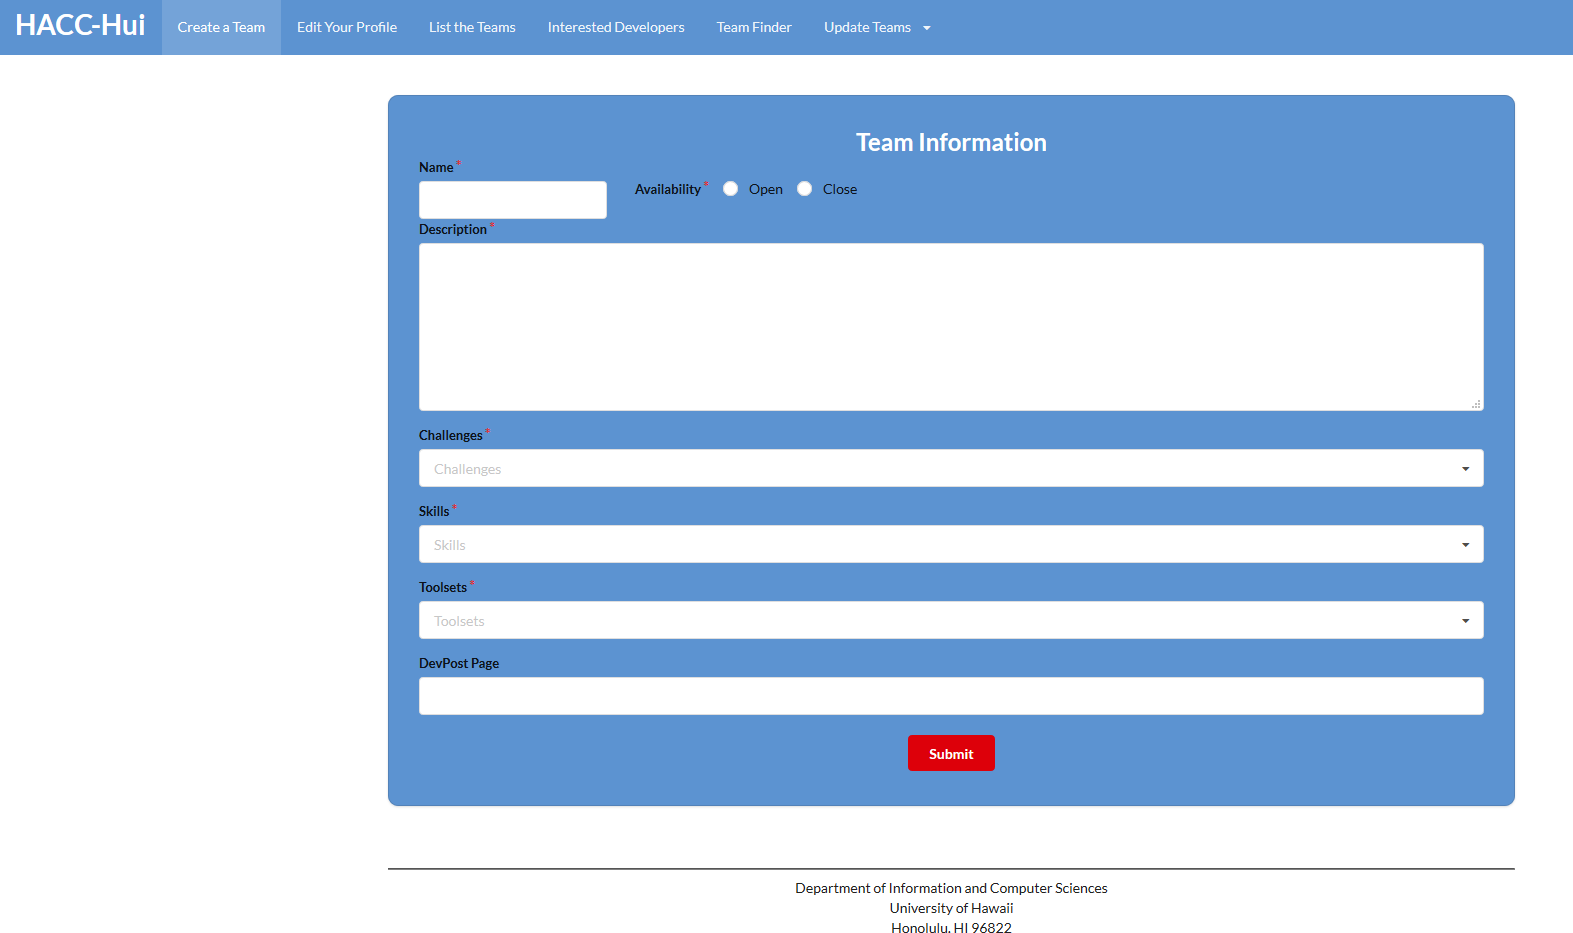 HACC-Hui Create a Team Edit Your Profile List the Teams Interested Developers Team Finder Update Teams
Team Information
Name *
Availability * Open Close
Description *
Challenges *
Challenges
Skills *
Skills
Toolsets *
Toolsets
DevPost Page
Submit
Department of Information and Computer Sciences
University of Hawaii
Honolulu, HI 96822